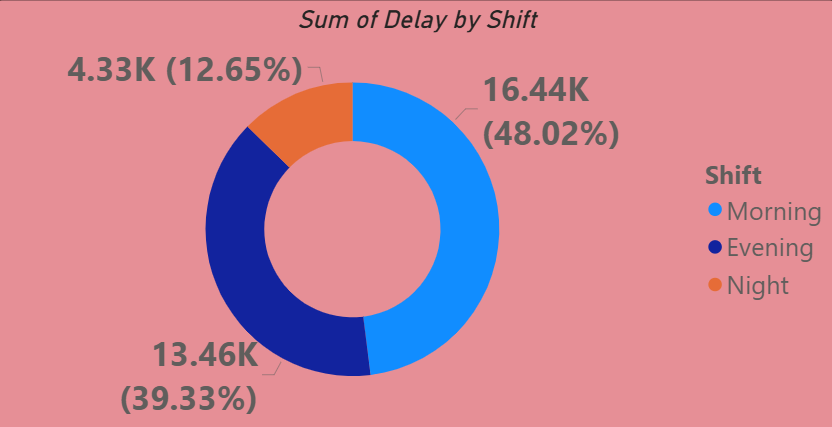 Sum of Delay by Shift
4.33K (12.65%)
16.44K
(48.02%)
Shift
Morning
Evening
Night
13.46K
(39.33%)